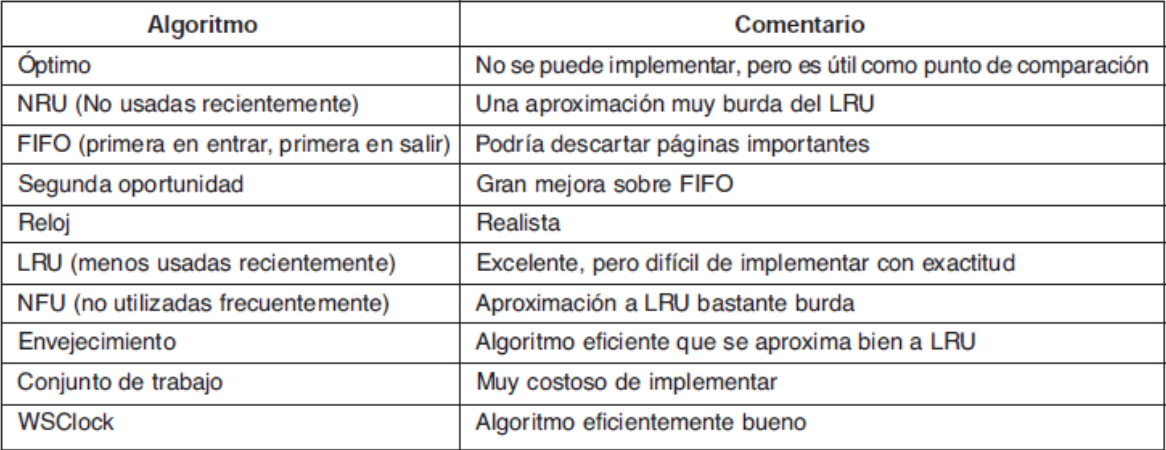 Algoritmo Comentario
Óptimo No se puede implementar, pero es útil como punto de comparación
NRU (No usadas recientemente) Una aproximación muy burda del LRU
FIFO (primera en entrar, primera en salir) Podría descartar páginas importantes
Segunda oportunidad Gran mejora sobre FIFO
Reloj Realista
LRU (menos usadas recientemente) Excelente, pero difícil de implementar con exactitud
NFU (no utilizadas frecuentemente) Aproximación a LRU bastante burda
Envejecimiento Algoritmo eficiente que se aproxima bien a LRU
Conjunto de trabajo Muy costoso de implementar
WSClock Algoritmo eficientemente bueno